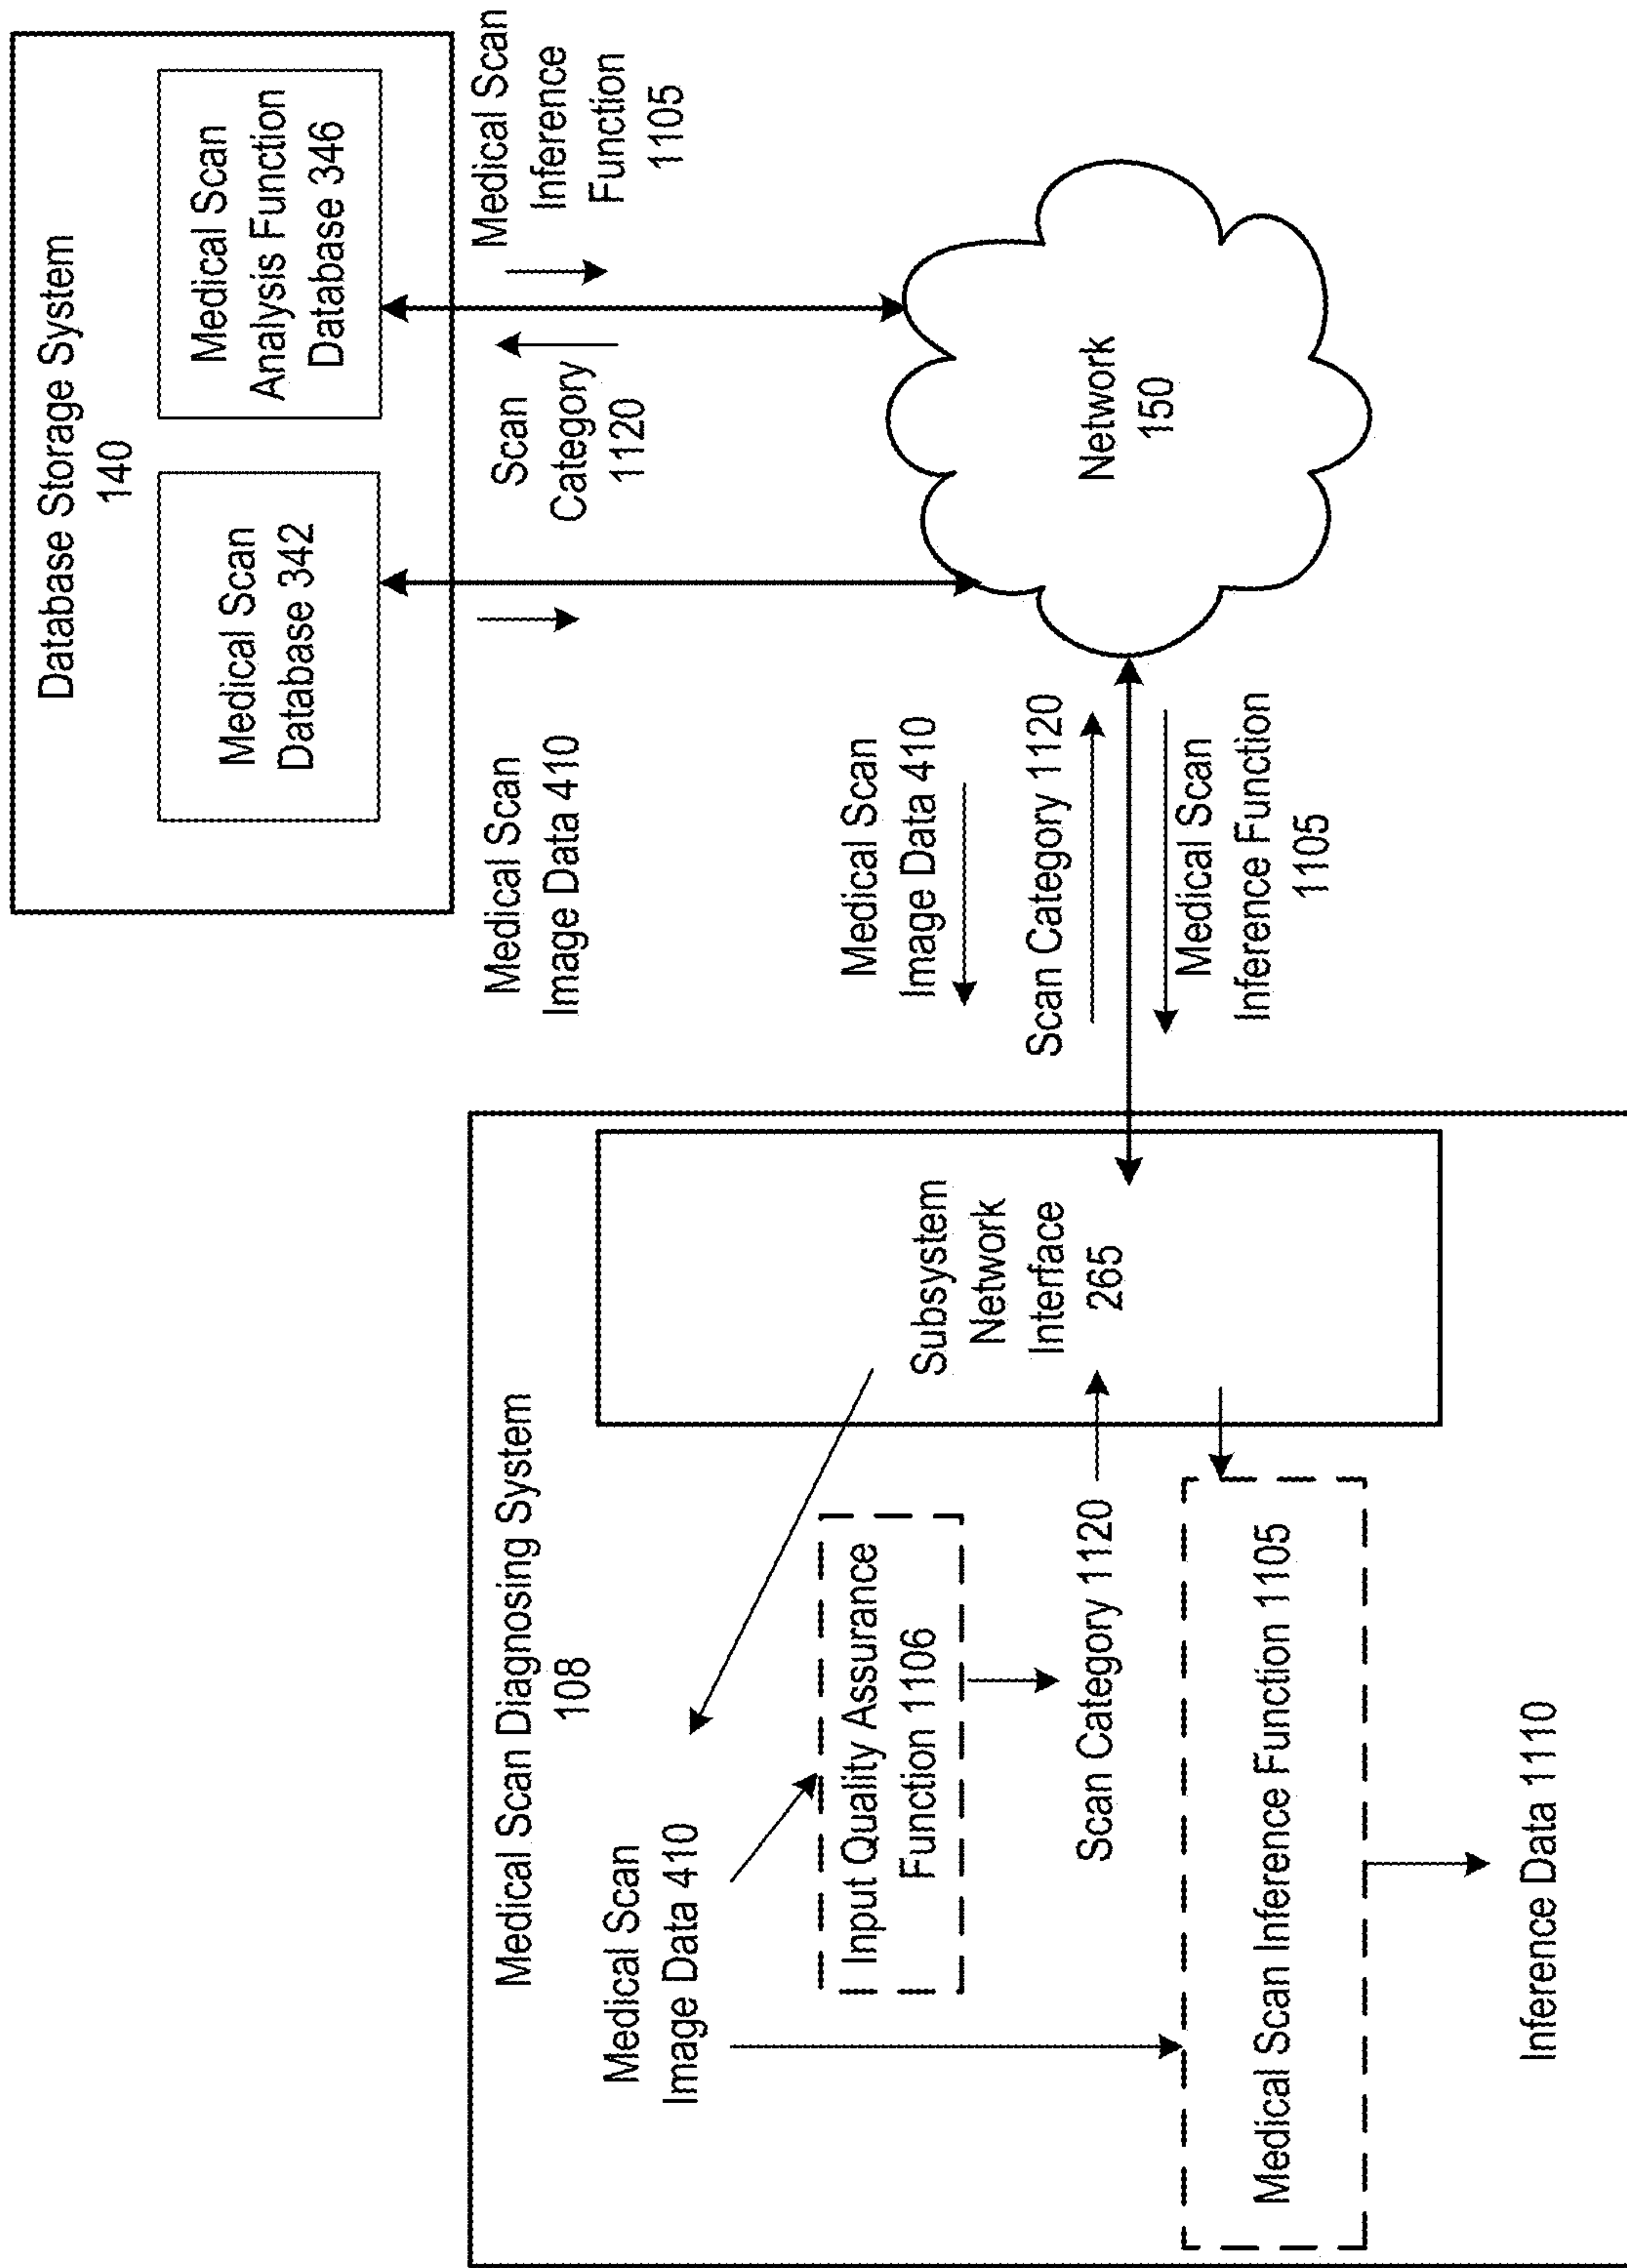 Database Storage System
140
Medical Scan
Database 342
Medical Scan
Analysis Function
Database 346
Medical Scan
Image Data 410
Scan
Category
1120
Medical Scan
Inference
Function
1105
Network
150
Medical Scan
Image Data 410
Scan Category 1120
Medical Scan
Inference Function
1105
Medical Scan Diagnosing System
108
Subsystem
Network
Interface
265
Medical Scan
Image Data 410
Input Quality Assurance
Function 1106
Scan Category 1120
Medical Scan Inference Function 1105
Inference Data 1110